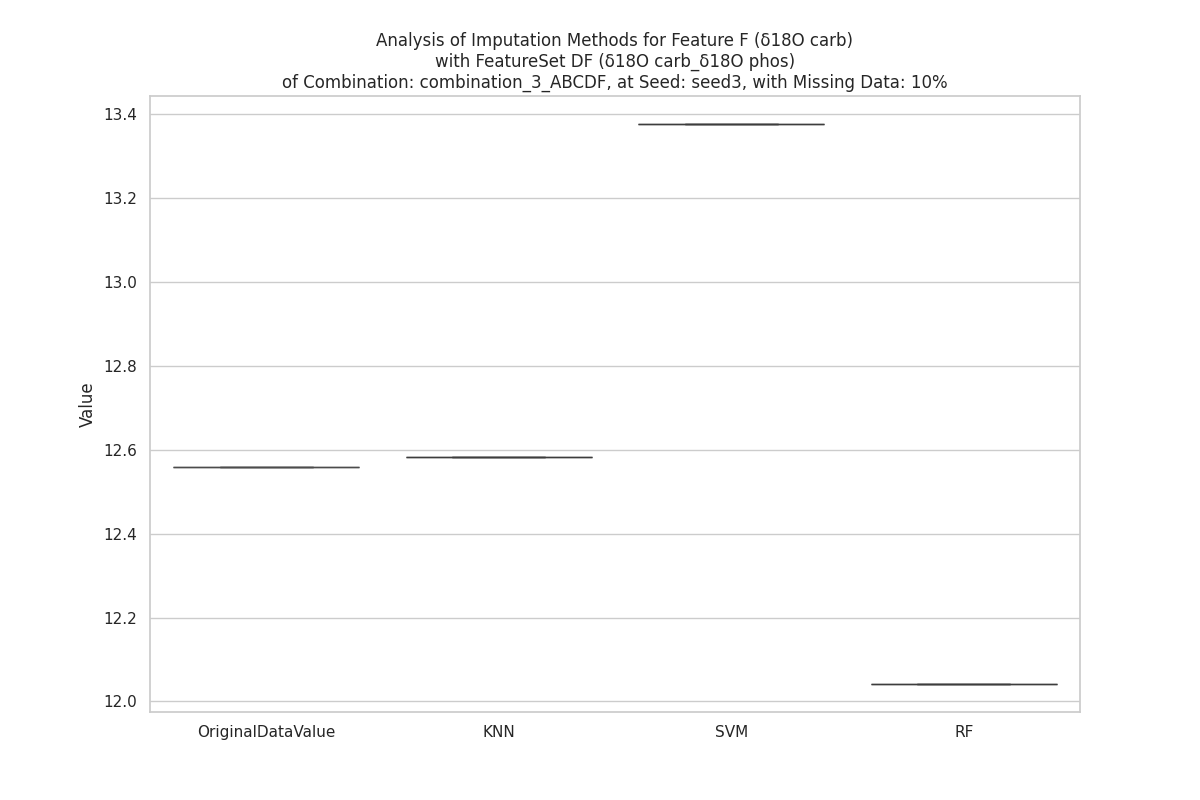 Analysis of Imputation Methods for Feature F (δ18O carb)
with FeatureSet DF (δ18O carb_δ18O phos)
of Combination: combination_3_ABCDF, at Seed: seed3, with Missing Data: 10%
13.4
13.2
13.0
12.8
12.6
12.4
12.2
12.0
Value
OriginalDataValue
KNN
SVM
RF